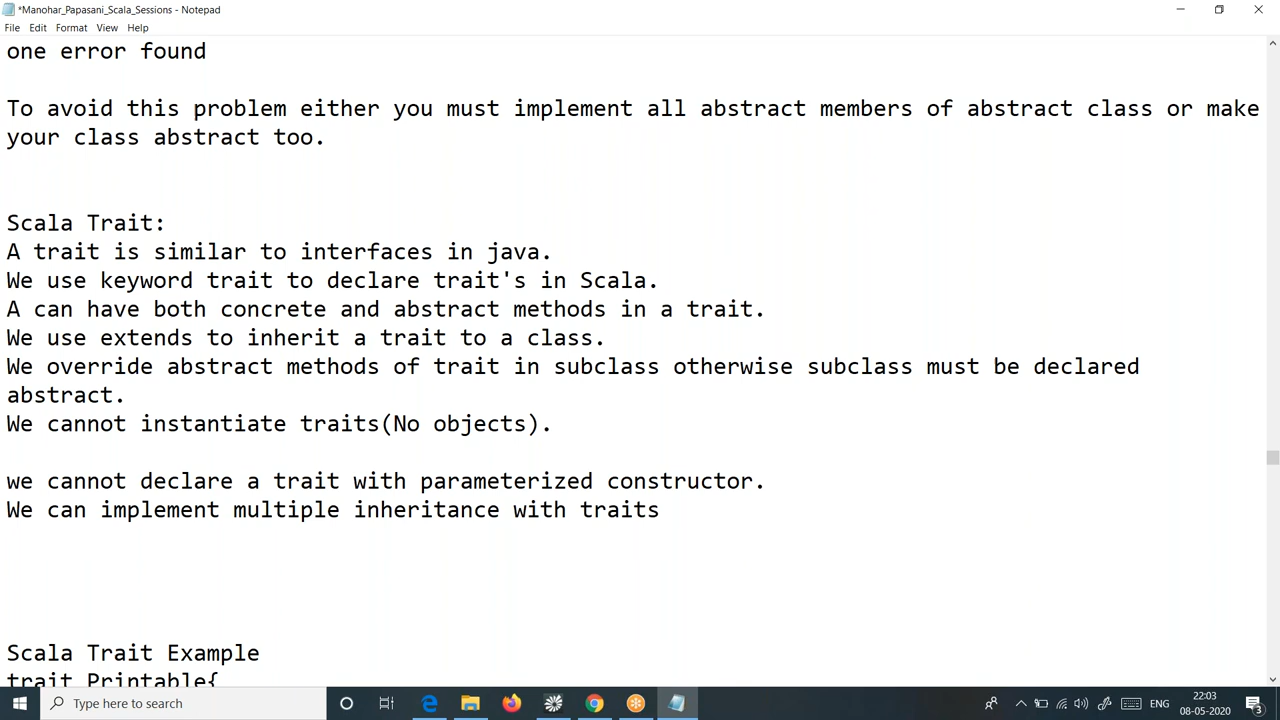 *Manohar_Papasani_Scala_Sessions - Notepad
File Edit Format View Help
one error found
To avoid this problem either you must implement all abstract members of abstract class or make
your class abstract too.
Scala Trait:
A trait is similar to interfaces in java.
We use keyword trait to declare trait's in Scala.
A can have both concrete and abstract methods in a trait.
We use extends to inherit a trait to a class.
We override abstract methods of trait in subclass otherwise subclass must be declared
abstract.
We cannot instantiate traits(No objects).
we cannot declare a trait with parameterized constructor.
We can implement multiple inheritance with traits
Scala Trait Example
trait Printable{
Type here to search
ENG
22:03
08-05-2020
3